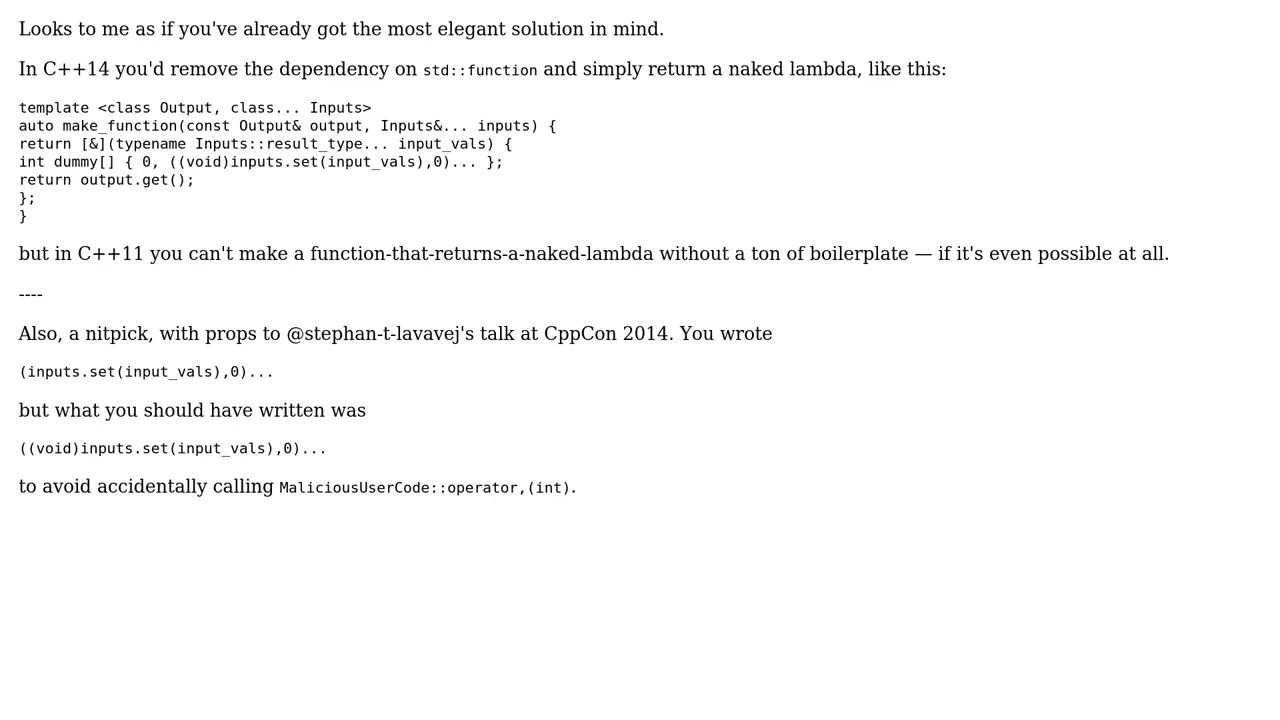 Looks to me as if you've already got the most elegant solution in mind.
In C++14 you'd remove the dependency on std::function and simply return a naked lambda, like this:
template <class Output, class... Inputs>
auto make_function(const Output& output, Inputs&... inputs) {
return [&](typename Inputs::result_type... input_vals) {
int dummy[] { 0, ((void)inputs.set(input_vals),0)... };
return output.get();
};
}
but in C++11 you can't make a function-that-returns-a-naked-lambda without a ton of boilerplate — if it's even possible at all.
----
Also, a nitpick, with props to @stephan-t-lavavej's talk at CppCon 2014. You wrote
(inputs.set(input_vals),0)...
but what you should have written was
((void)inputs.set(input_vals),0)...
to avoid accidentally calling MaliciousUserCode::operator,(int).